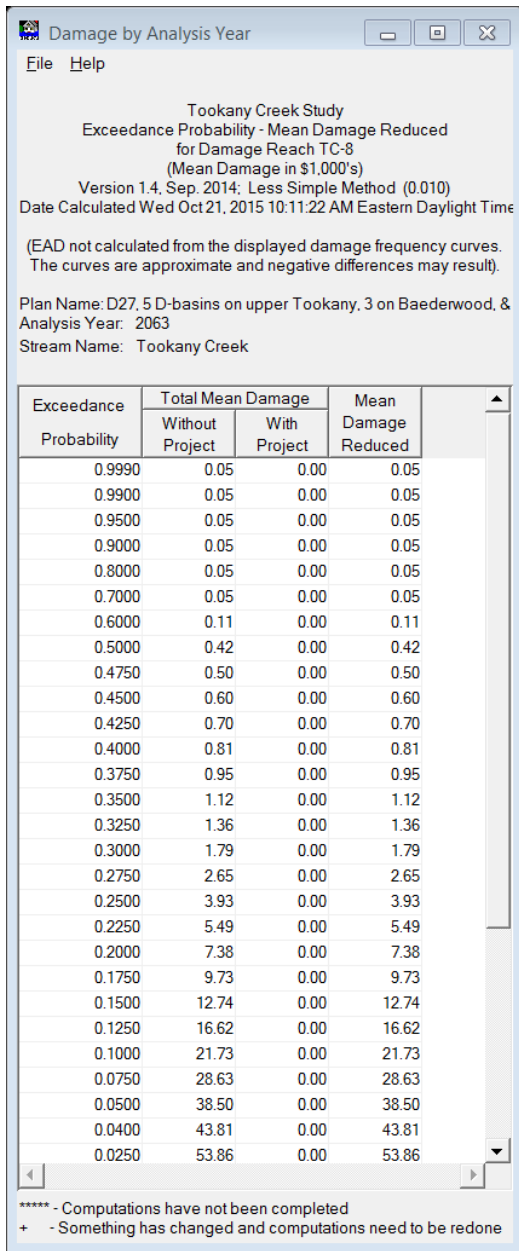 Damage by Analysis Year
File Help
Tookany Creek Study
Exceedance Probability - Mean Damage Reduced
for Damage Reach TC-8
(Mean Damage in $1,000's)
Version 1.4, Sep. 2014; Less Simple Method (0.010)
Date Calculated Wed Oct 21, 2015 10:11:22 AM Eastern Daylight Time
(EAD not calculated from the displayed damage frequency curves.
The curves are approximate and negative differences may result).
Plan Name: D27, 5 D-basins on upper Tookany, 3 on Baederwood, &
Analysis Year: 2063
Stream Name: Tookany Creek
Exceedance Probability Total Mean Damage Mean Damage Reduced
Without Project With Project
0.9990 0.05 0.00 0.05
0.9900 0.05 0.00 0.05
0.9500 0.05 0.00 0.05
0.9000 0.05 0.00 0.05
0.8000 0.05 0.00 0.05
0.7000 0.05 0.00 0.05
0.6000 0.11 0.00 0.11
0.5000 0.42 0.00 0.42
0.4750 0.50 0.00 0.50
0.4500 0.60 0.00 0.60
0.4250 0.70 0.00 0.70
0.4000 0.81 0.00 0.81
0.3750 0.95 0.00 0.95
0.3500 1.12 0.00 1.12
0.3250 1.36 0.00 1.36
0.3000 1.79 0.00 1.79
0.2750 2.65 0.00 2.65
0.2500 3.93 0.00 3.93
0.2250 5.49 0.00 5.49
0.2000 7.38 0.00 7.38
0.1750 9.73 0.00 9.73
0.1500 12.74 0.00 12.74
0.1250 16.62 0.00 16.62
0.1000 21.73 0.00 21.73
0.0750 28.63 0.00 28.63
0.0500 38.50 0.00 38.50
0.0400 43.81 0.00 43.81
0.0250 53.86 0.00 53.86
***** - Computations have not been completed
+ - Something has changed and computations need to be redone